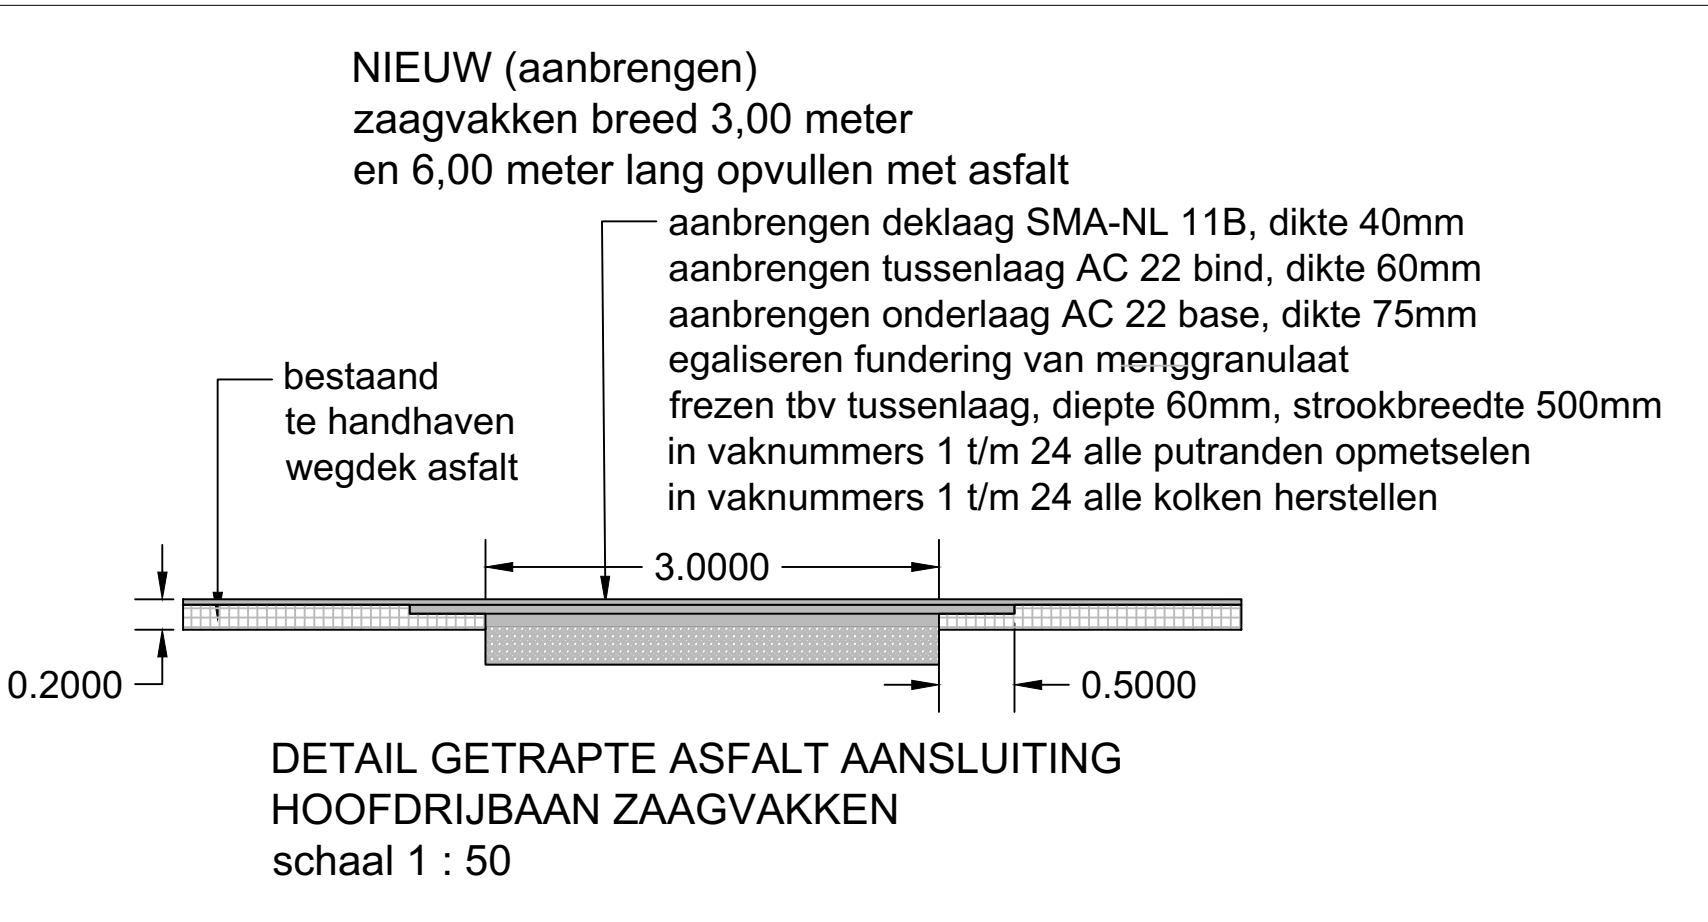 NIEUW (aanbrengen)
zaagvakken breed 3,00 meter
en 6,00 meter lang opvullen met asfalt
aanbrengen deklaag SMA-NL 11B, dikte 40mm
aanbrengen tussenlaag AC 22 bind, dikte 60mm
aanbrengen onderlaag AC 22 base, dikte 75mm
egaliseren fundering van menggranulaat
frezen tbv tussenlaag, diepte 60mm, strookbreedte 500mm
in vaknummers 1 t/m 24 alle putranden opmetselen
in vaknummers 1 t/m 24 alle kolken herstellen
bestaand
te handhaven
wegdek asfalt
3.0000
0.2000
0.5000
DETAIL GETRAPTE ASFALT AANSLUITING
HOOFDRIJBAAN ZAAGVAKKEN
schaal 1 : 50